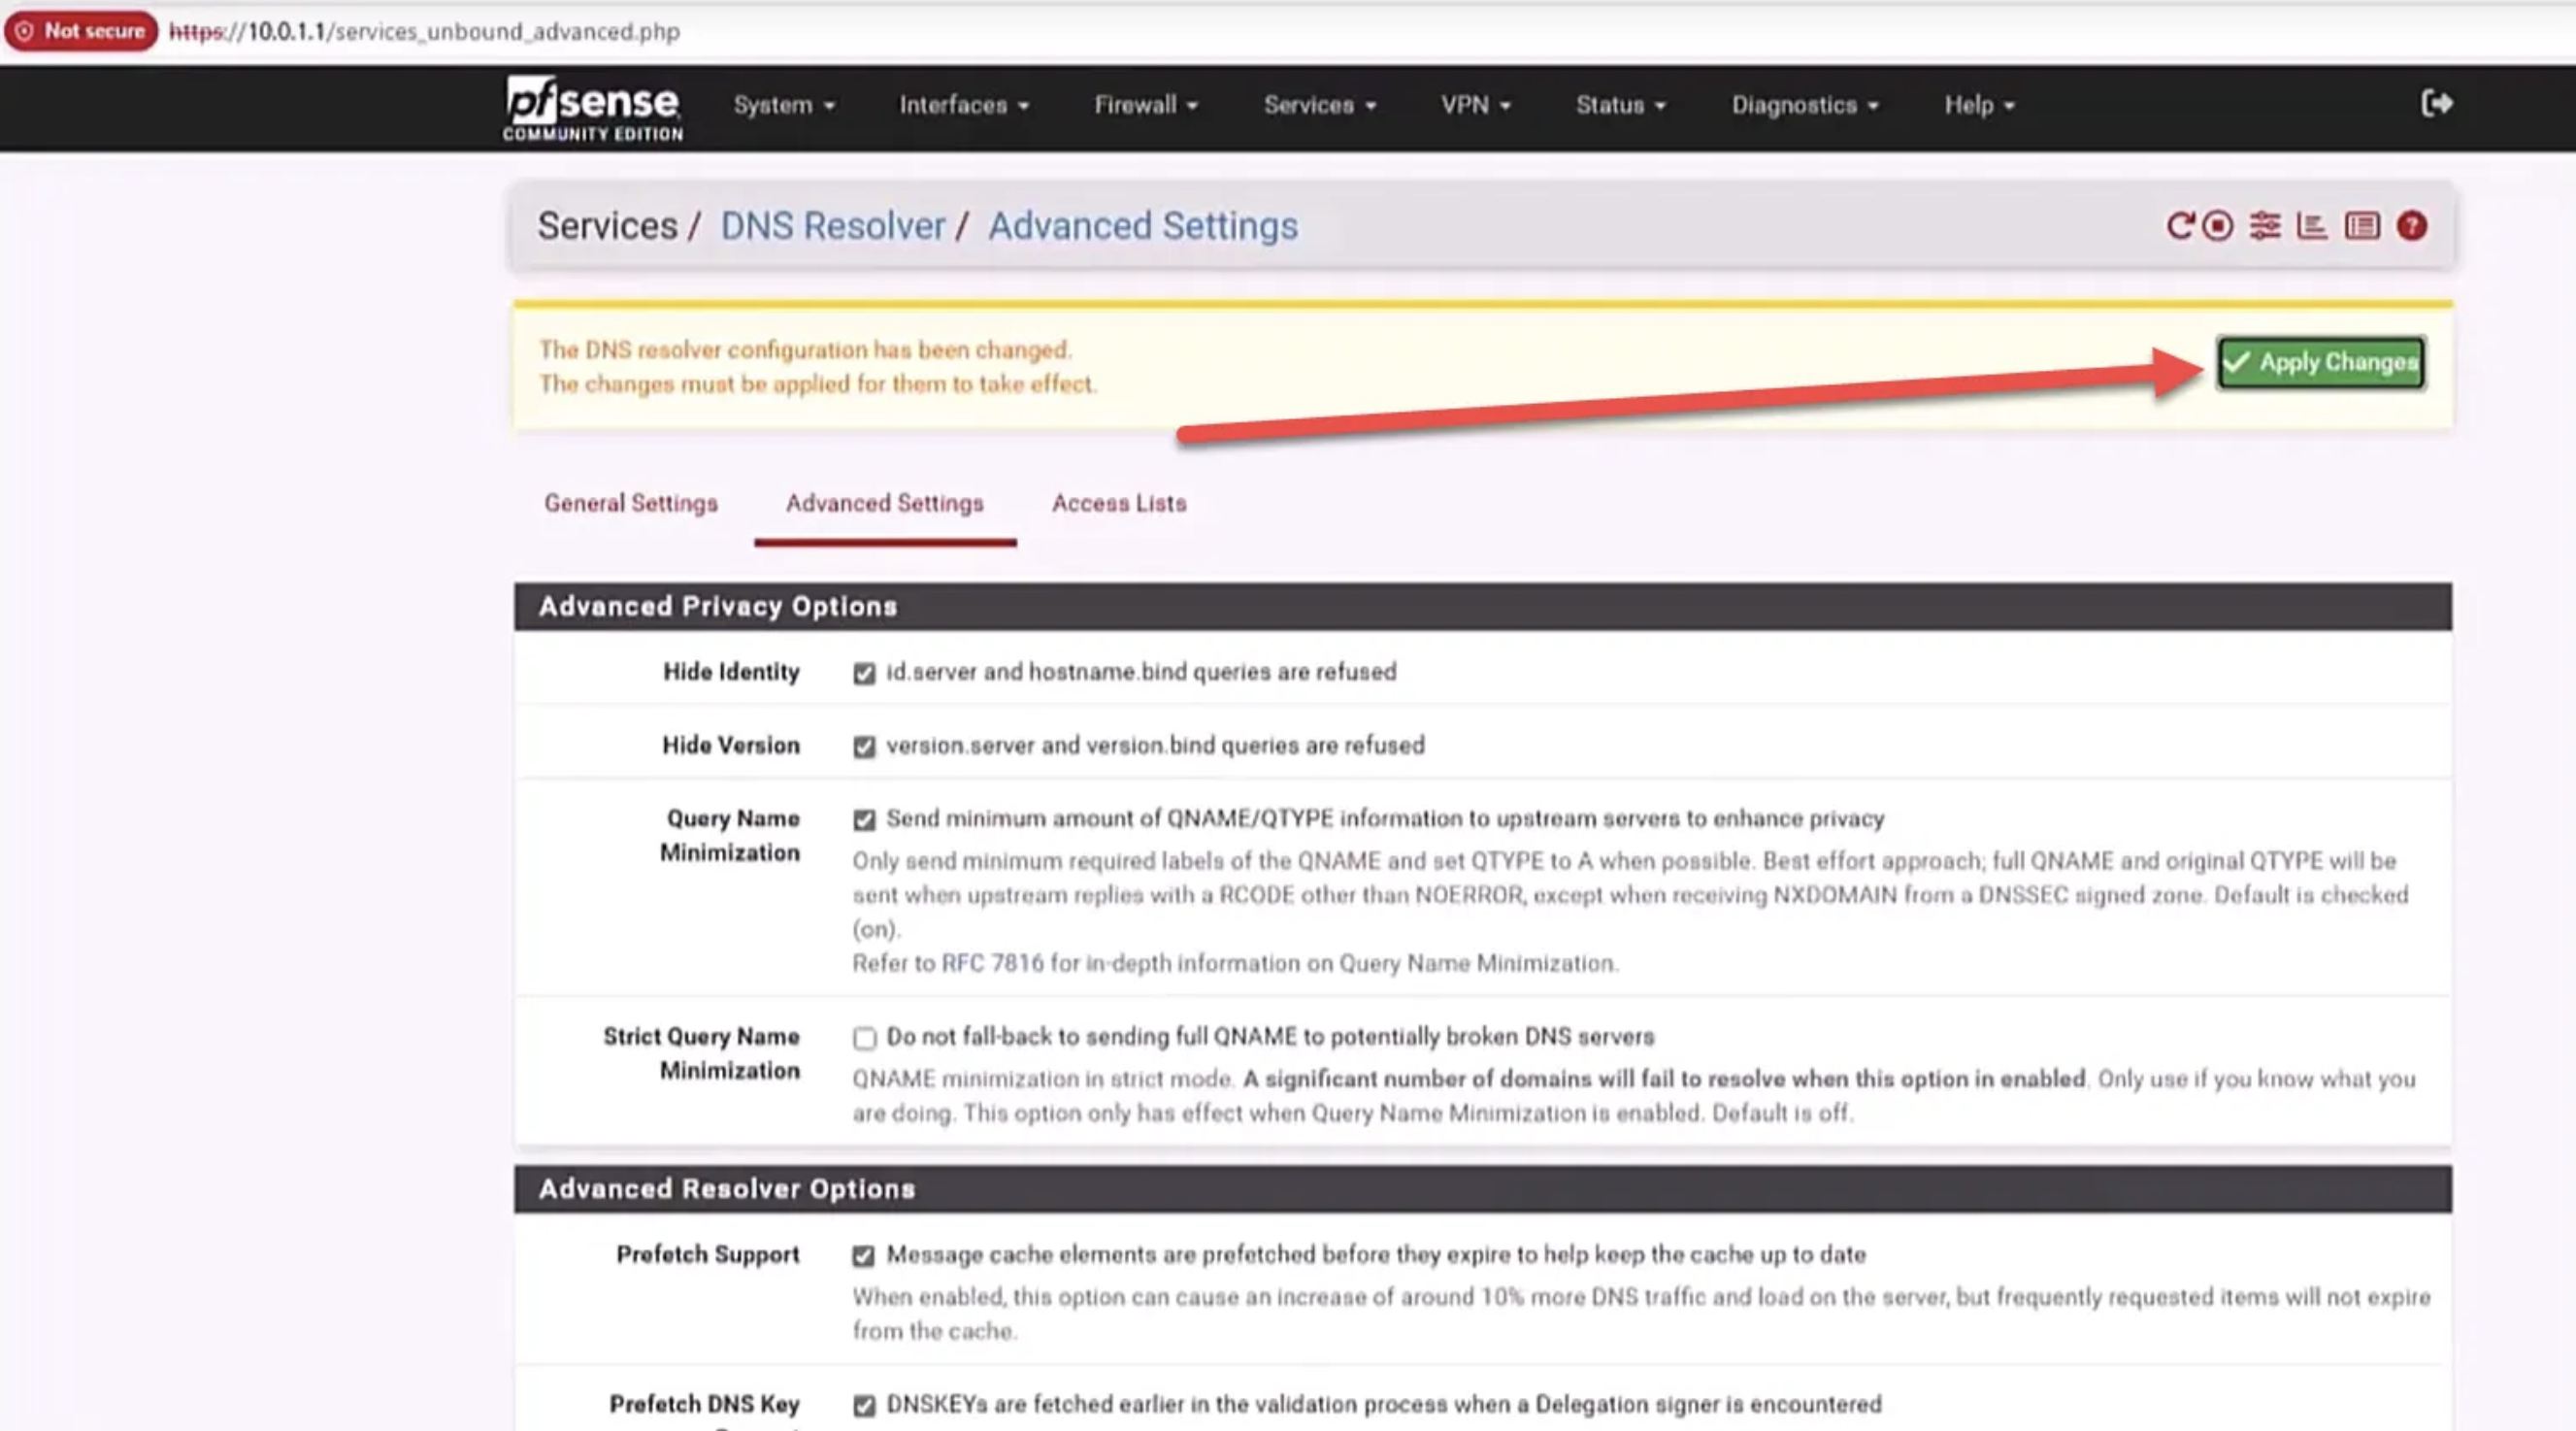 Not secure https://10.0.1.1/services_unbound_advanced.php
pfsense System Interfaces Firewall Services VPN Status Diagnostics Help
COMMUNITY EDITION
Services / DNS Resolver / Advanced Settings
The DNS resolver configuration has been changed.
The changes must be applied for them to take effect.
Apply Changes
General Settings Advanced Settings Access Lists
Advanced Privacy Options
Hide Identity id.server and hostname.bind queries are refused
Hide Version version.server and version.bind queries are refused
Query Name Minimization
Send minimum amount of QNAME/QTYPE information to upstream servers to enhance privacy
Only send minimum required labels of the QNAME and set QTYPE to A when possible. Best effort approach; full QNAME and original QTYPE will be
sent when upstream replies with a RCODE other than NOERROR, except when receiving NXDOMAIN from a DNSSEC signed zone. Default is checked
(on).
Refer to RFC 7816 for in-depth information on Query Name Minimization.
Strict Query Name Minimization
Do not fall-back to sending full QNAME to potentially broken DNS servers
QNAME minimization in strict mode. A significant number of domains will fail to resolve when this option in enabled. Only use if you know what you
are doing. This option only has effect when Query Name Minimization is enabled. Default is off.
Advanced Resolver Options
Prefetch Support Message cache elements are prefetched before they expire to help keep the cache up to date
When enabled, this option can cause an increase of around 10% more DNS traffic and load on the server, but frequently requested items will not expire
from the cache.
Prefetch DNS Key DNSKEYs are fetched earlier in the validation process when a Delegation signer is encountered